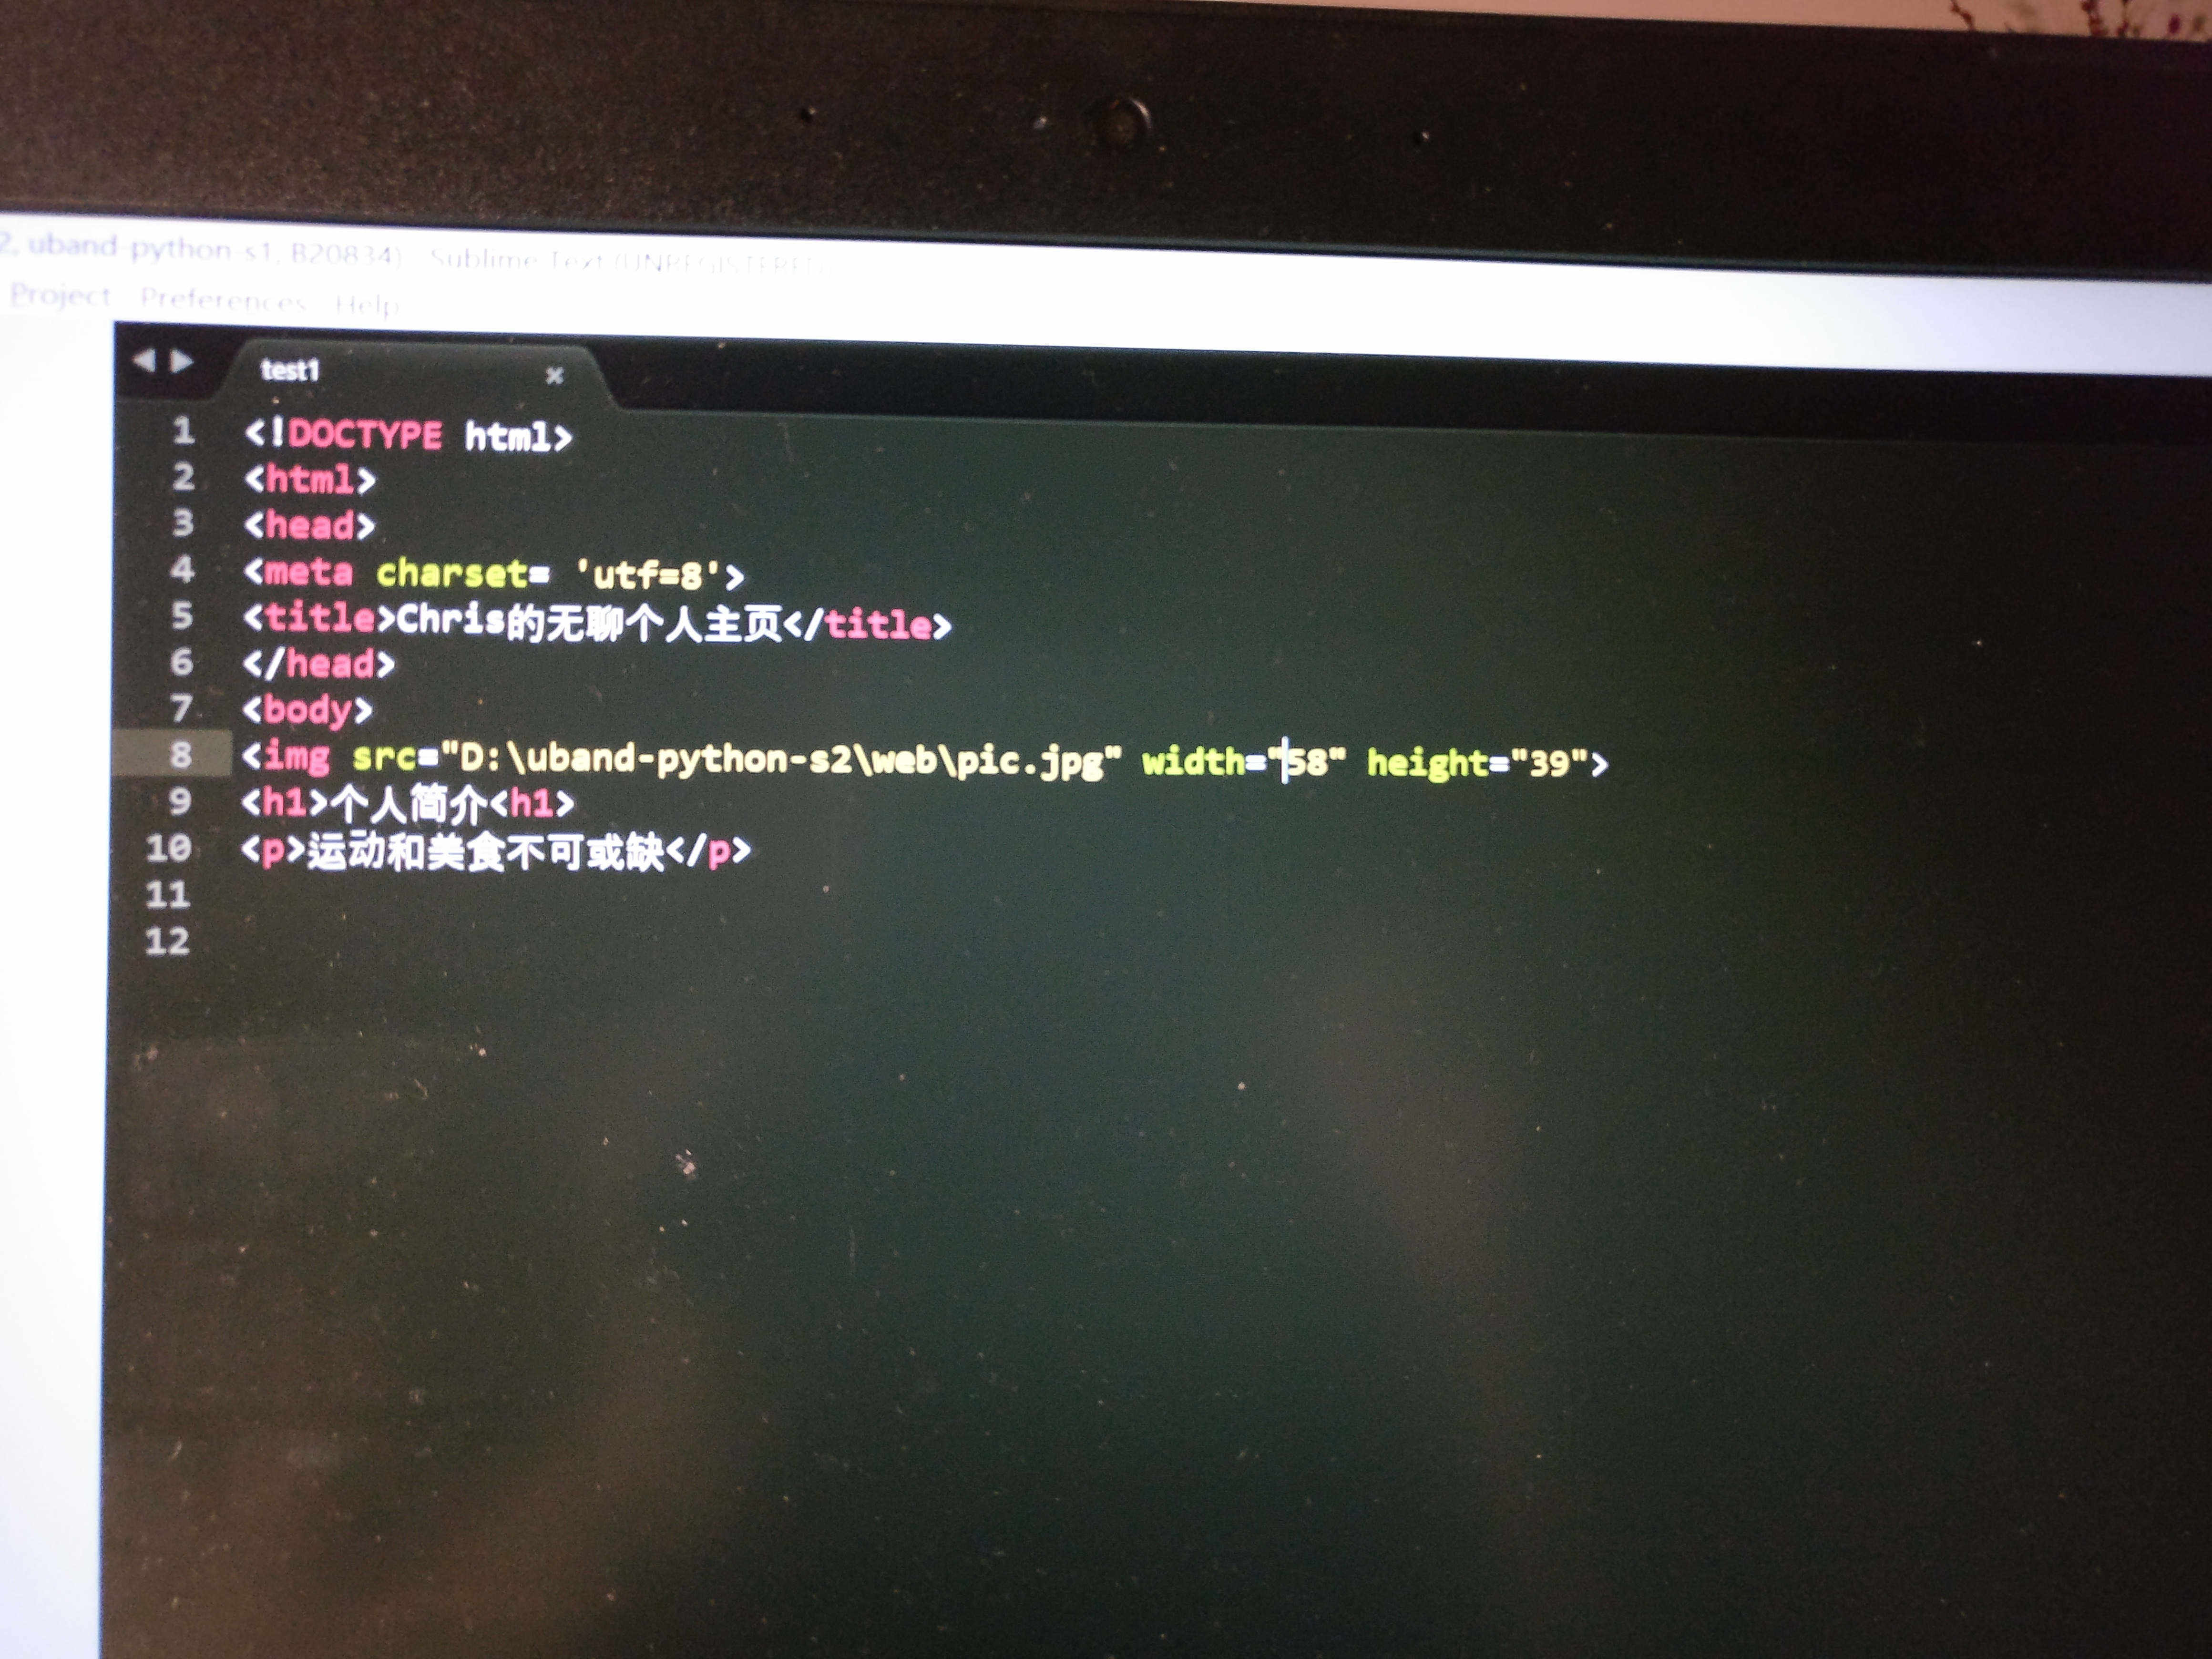 2, uband-python-s1, B20834) - Sublime Text (UNREGISTERED
Project Preferences Help
test1
1 <!DOCTYPE html>
2 <html>
3 <head>
4 <meta charset= 'utf=8'>
5 <title>Chris的无聊个人主页</title>
6 </head>
7 <body>
8 <img src="D:\uband-python-s2\web\pic.jpg" width="58" height="39">
9 <h1>个人简介<h1>
10 <p>运动和美食不可或缺</p>
11
12